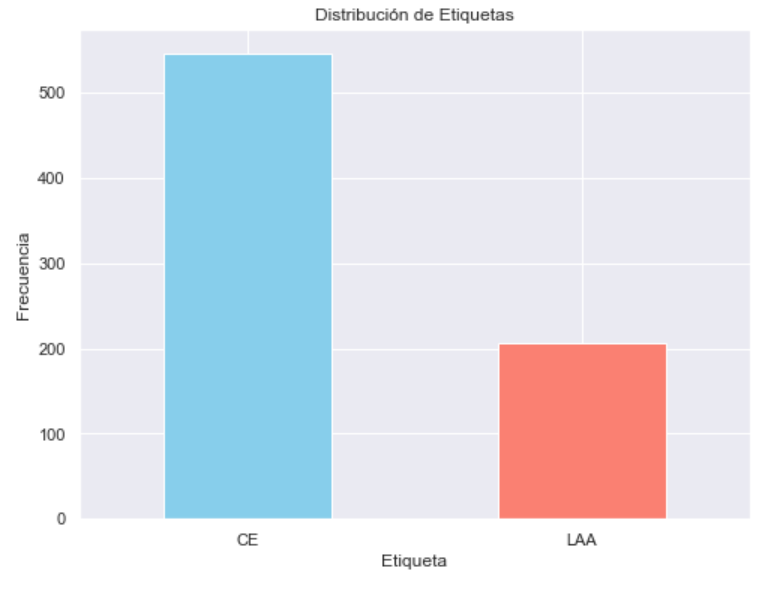 Distribución de Etiquetas
500
400
300
200
100
0
Frecuencia
CE
LAA
Etiqueta